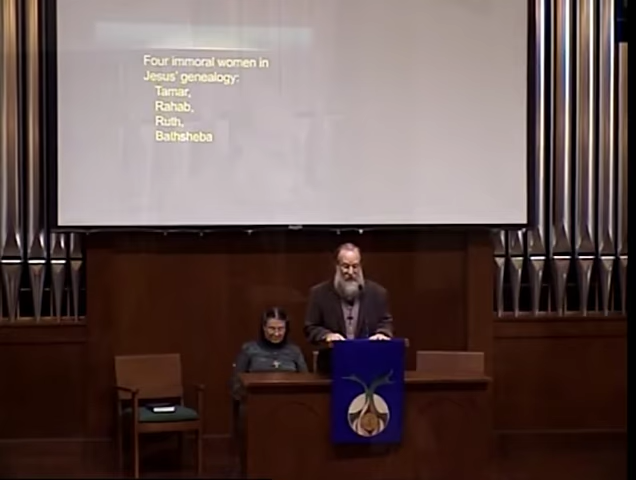 Four immoral women in
Jesus' genealogy:
Tamar,
Rahab,
Ruth,
Bathsheba